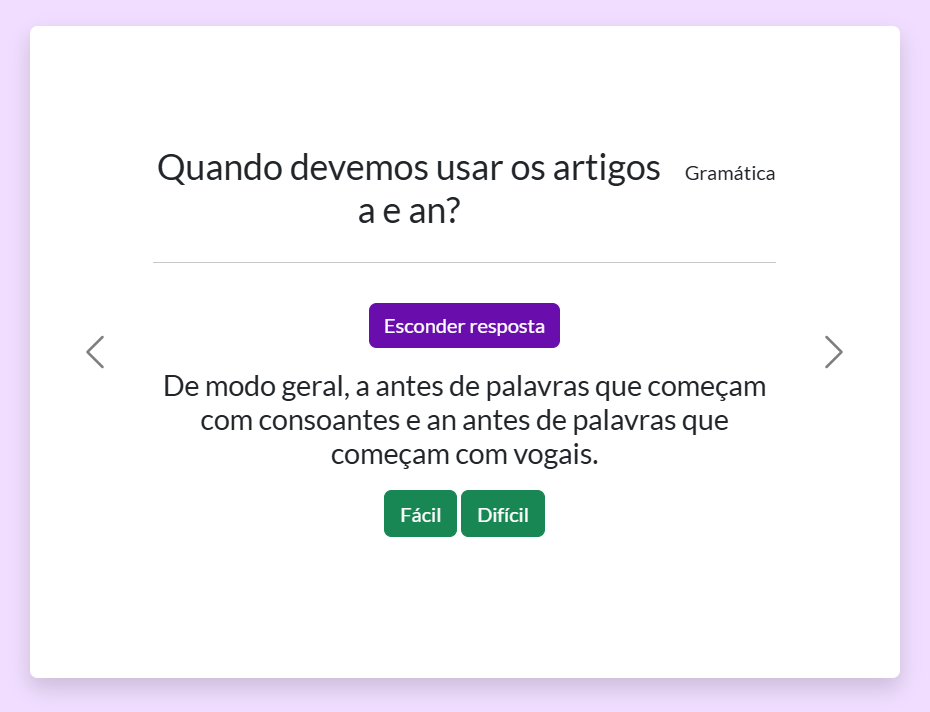 Quando devemos usar os artigos
a e an?
Gramática
Esconder resposta
De modo geral, a antes de palavras que começam
com consoantes e an antes de palavras que
começam com vogais.
Fácil
Difícil